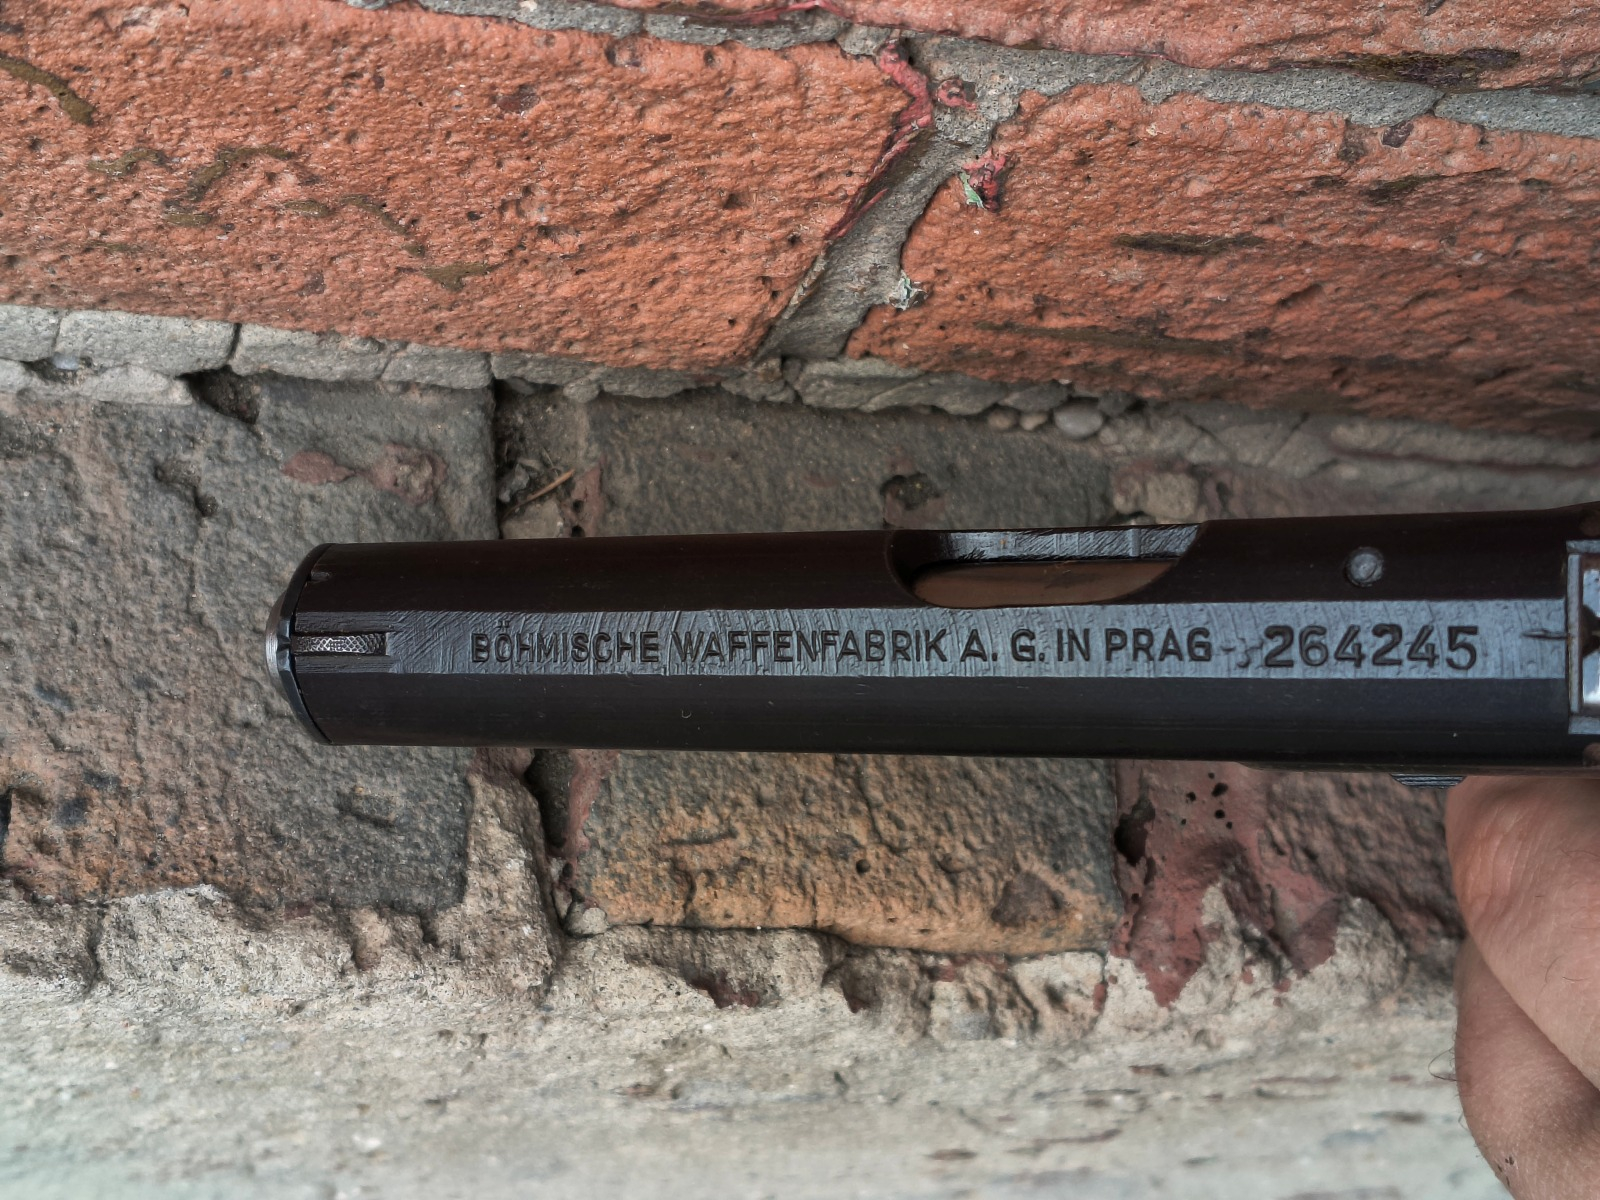 BÖHMISCHE WAFFENFABRIK A. G. IN PRAG 264245